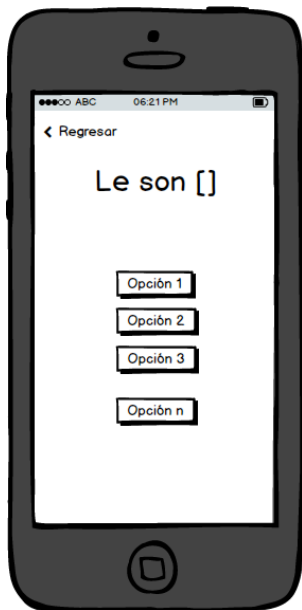 ABC 06:21 PM
Regresar
Le son []
Opción 1
Opción 2
Opción 3
Opción n